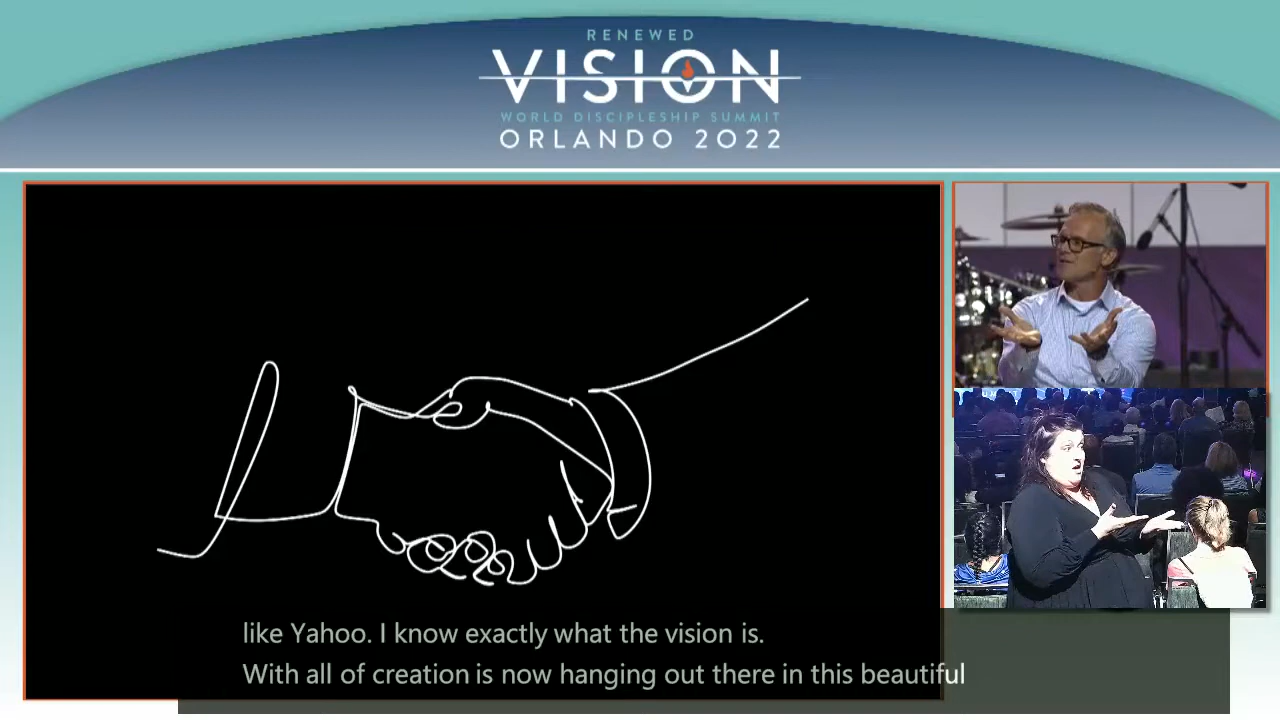 RENEWED
VISION
WORLD DISCIPLESHIP SUMMIT
ORLANDO 2022
like Yahoo. I know exactly what the vision is.
With all of creation is now hanging out there in this beautiful